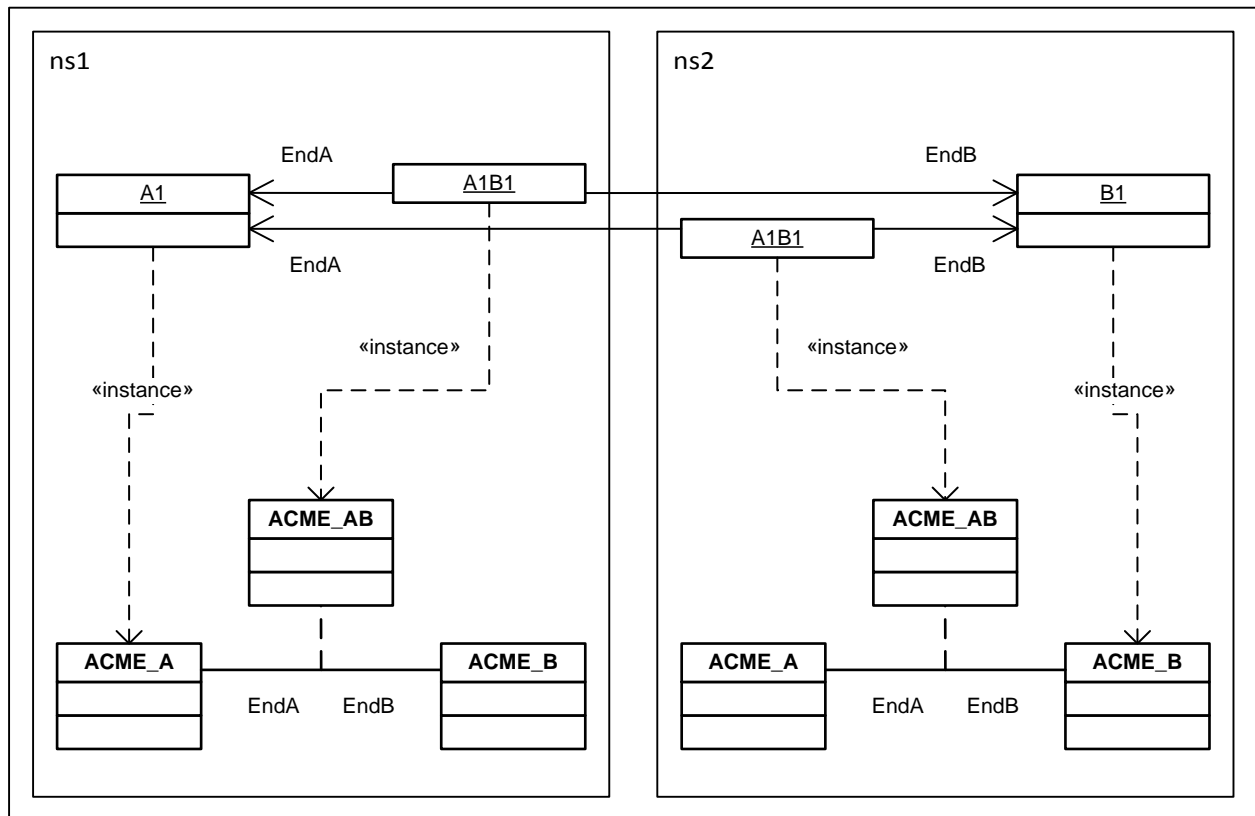 ns1
ns2
EndA
EndB
A1
A1B1
B1
A1B1
EndA
EndB
«instance»
«instance»
«instance»
«instance»
ACME_AB
ACME_AB
ACME_A
ACME_B
ACME_A
ACME_B
EndA
EndB
EndA
EndB